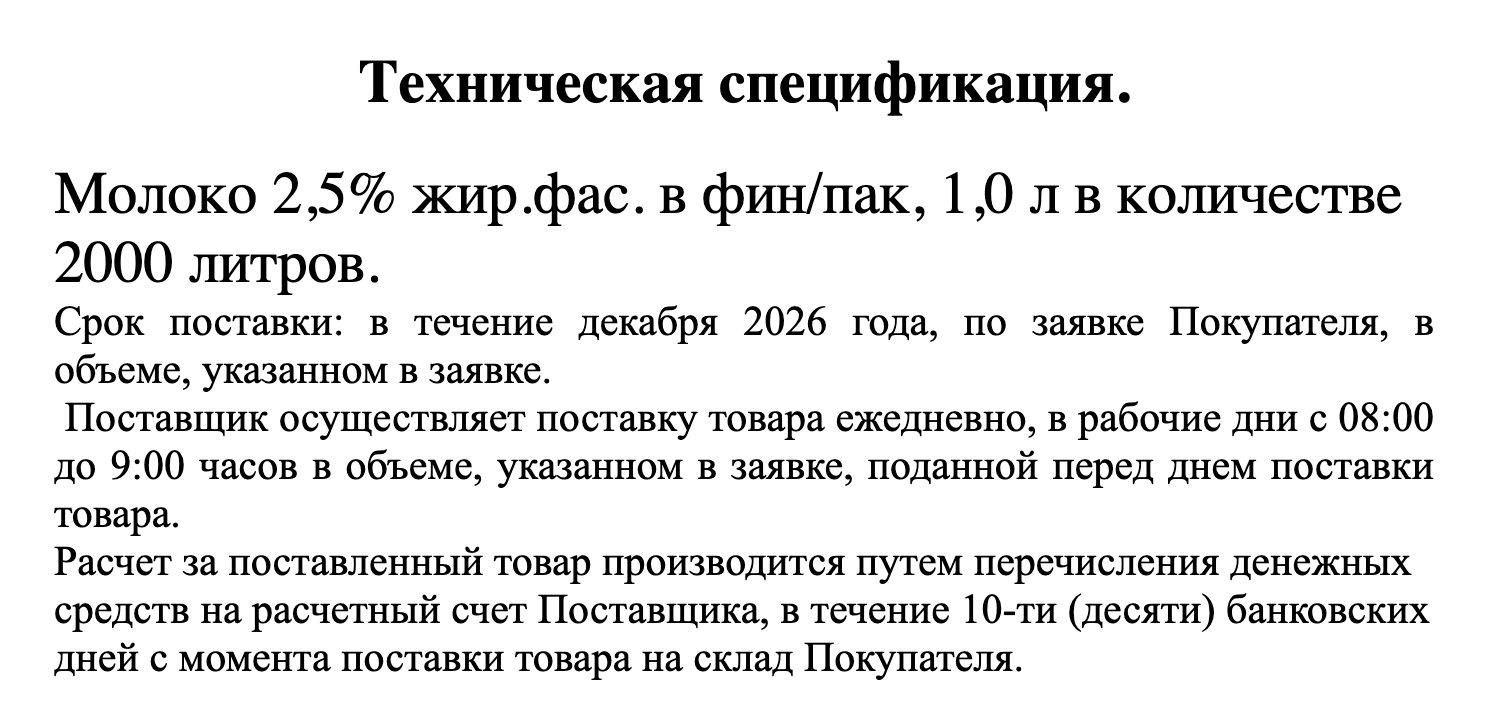 Техническая спецификация.
Молоко 2,5% жир.фас. в фин/пак, 1,0 л в количестве
2000 литров.
Срок поставки: в течение декабря 2026 года, по заявке Покупателя, в
объеме, указанном в заявке.
Поставщик осуществляет поставку товара ежедневно, в рабочие дни с 08:00
до 9:00 часов в объеме, указанном в заявке, поданной перед днем поставки
товара.
Расчет за поставленный товар производится путем перечисления денежных
средств на расчетный счет Поставщика, в течение 10-ти (десяти) банковских
дней с момента поставки товара на склад Покупателя.